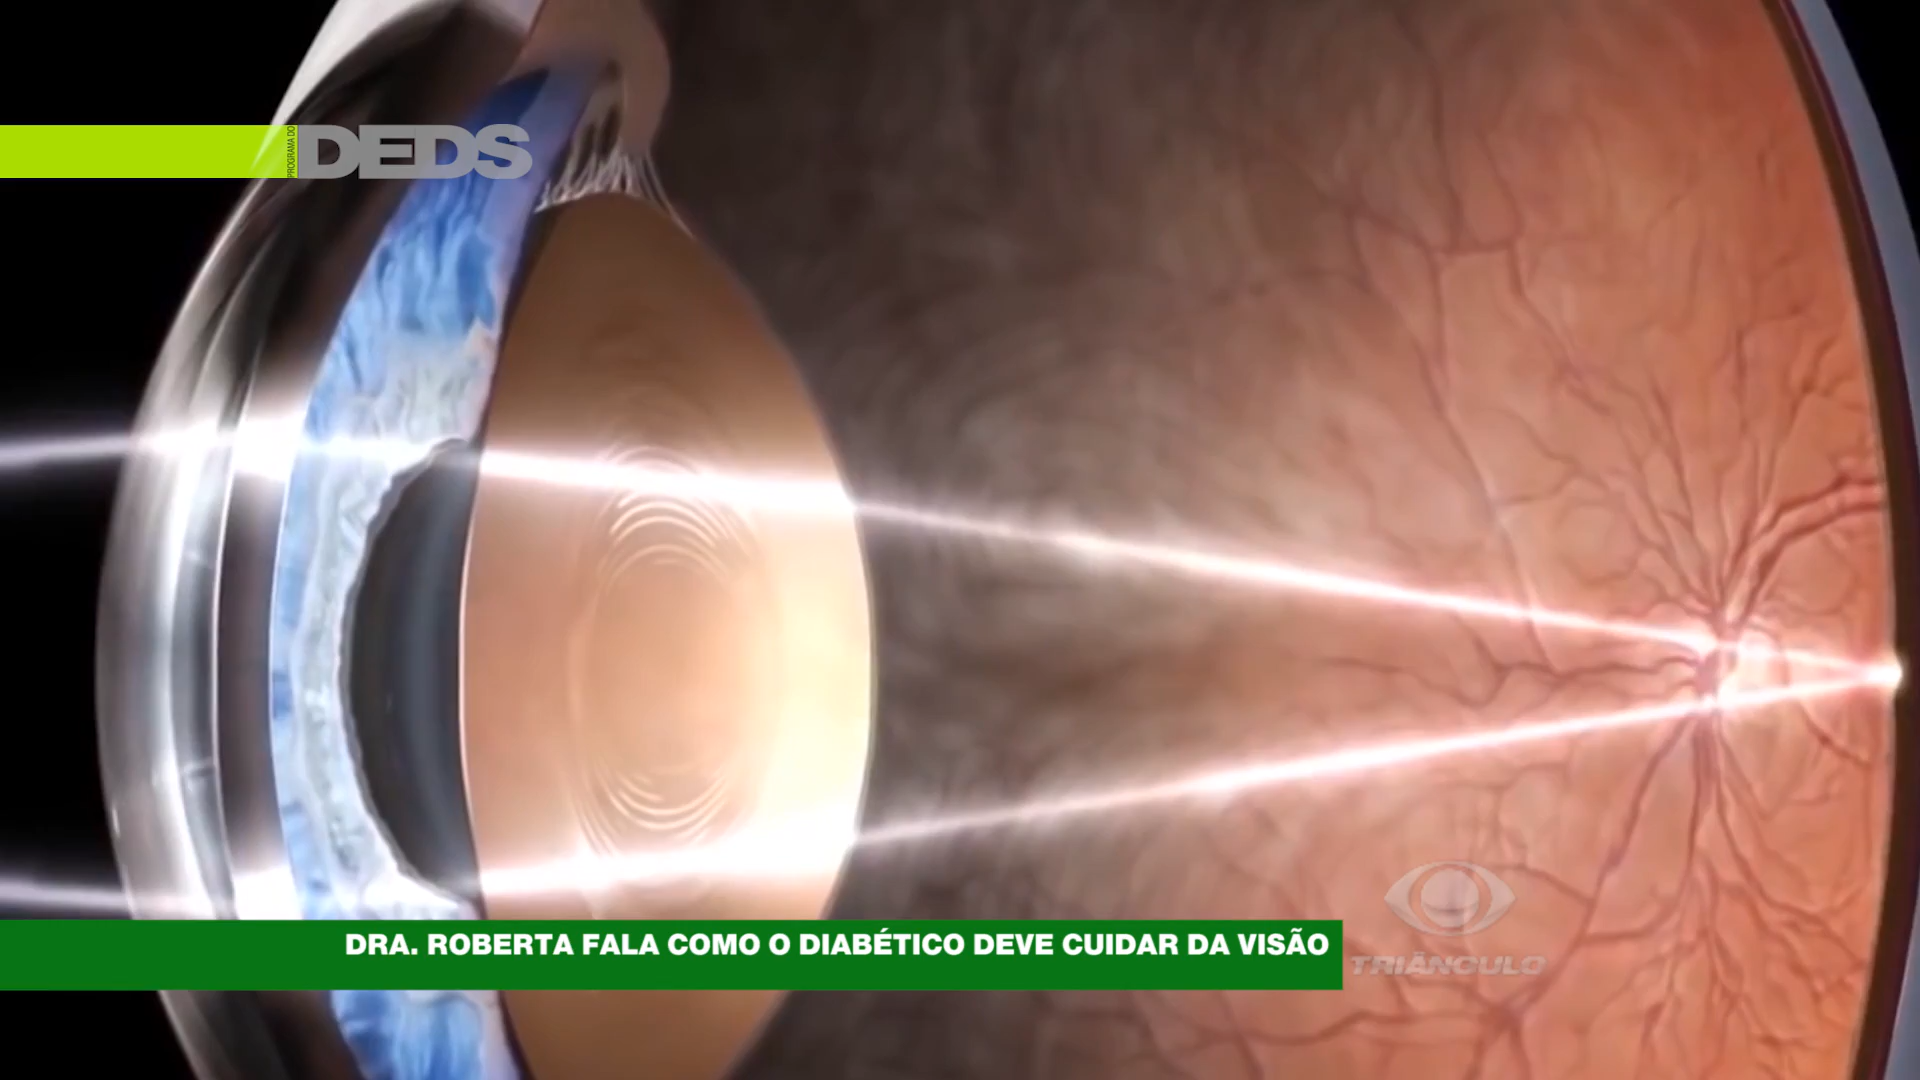 PROGRAMA DO
DEDS
DRA. ROBERTA FALA COMO O DIABÉTICO DEVE CUIDAR DA VISÃO
TRIÂNGULO